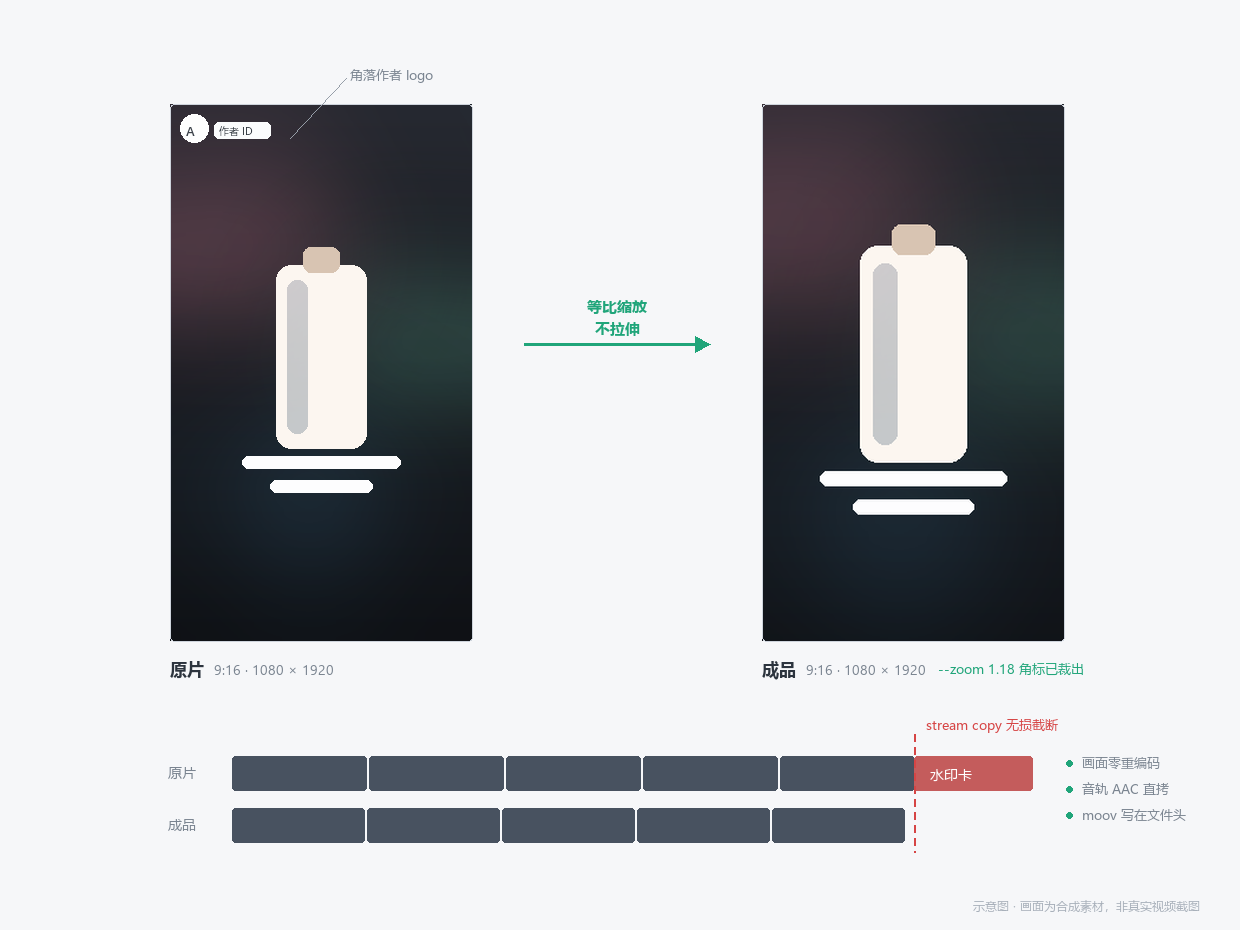 角落作者 logo
A
作者 ID
等比缩放
不拉伸
原片 9:16 · 1080 × 1920
成品 9:16 · 1080 × 1920 --zoom 1.18 角标已裁出
stream copy 无损截断
原片
水印卡
成品
画面零重编码
音轨 AAC 直拷
moov 写在文件头
示意图 · 画面为合成素材，非真实视频截图